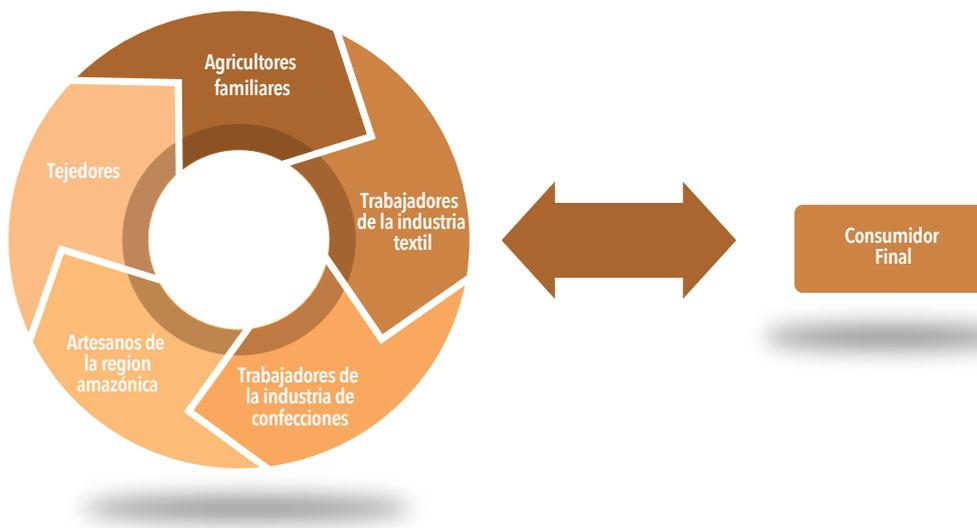 Agricultores
familiares
Trabajadores
de la industria
textil
Trabajadores de
la industria de
confecciones
Artesanos de
la region
amazónica
Tejedores
Consumidor
Final